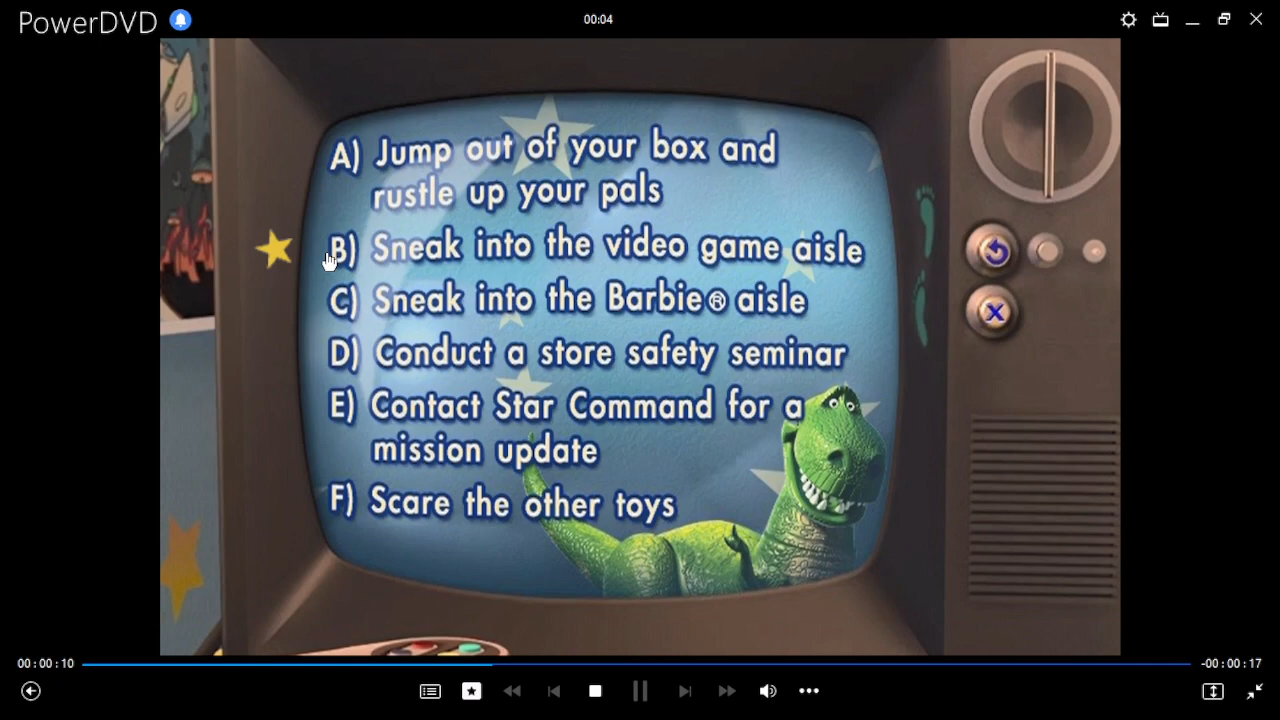 PowerDVD
00:04
A) Jump out of your box and
rustle up your pals
B) Sneak into the video game aisle
C) Sneak into the Barbie® aisle
D) Conduct a store safety seminar
E) Contact Star Command for a
mission update
F) Scare the other toys
X
00:00:10
-00:00:17